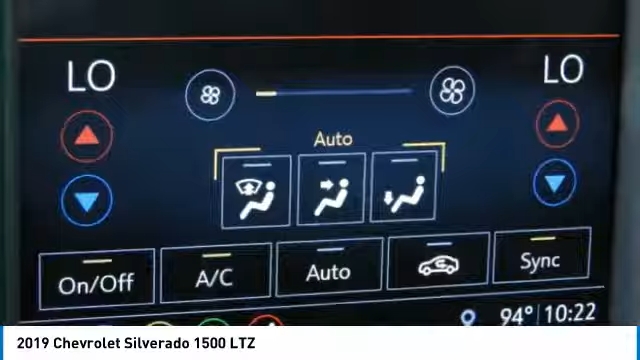 LO
LO
Auto
On/Off
A/C
Auto
Sync
94° 10:22
2019 Chevrolet Silverado 1500 LTZ